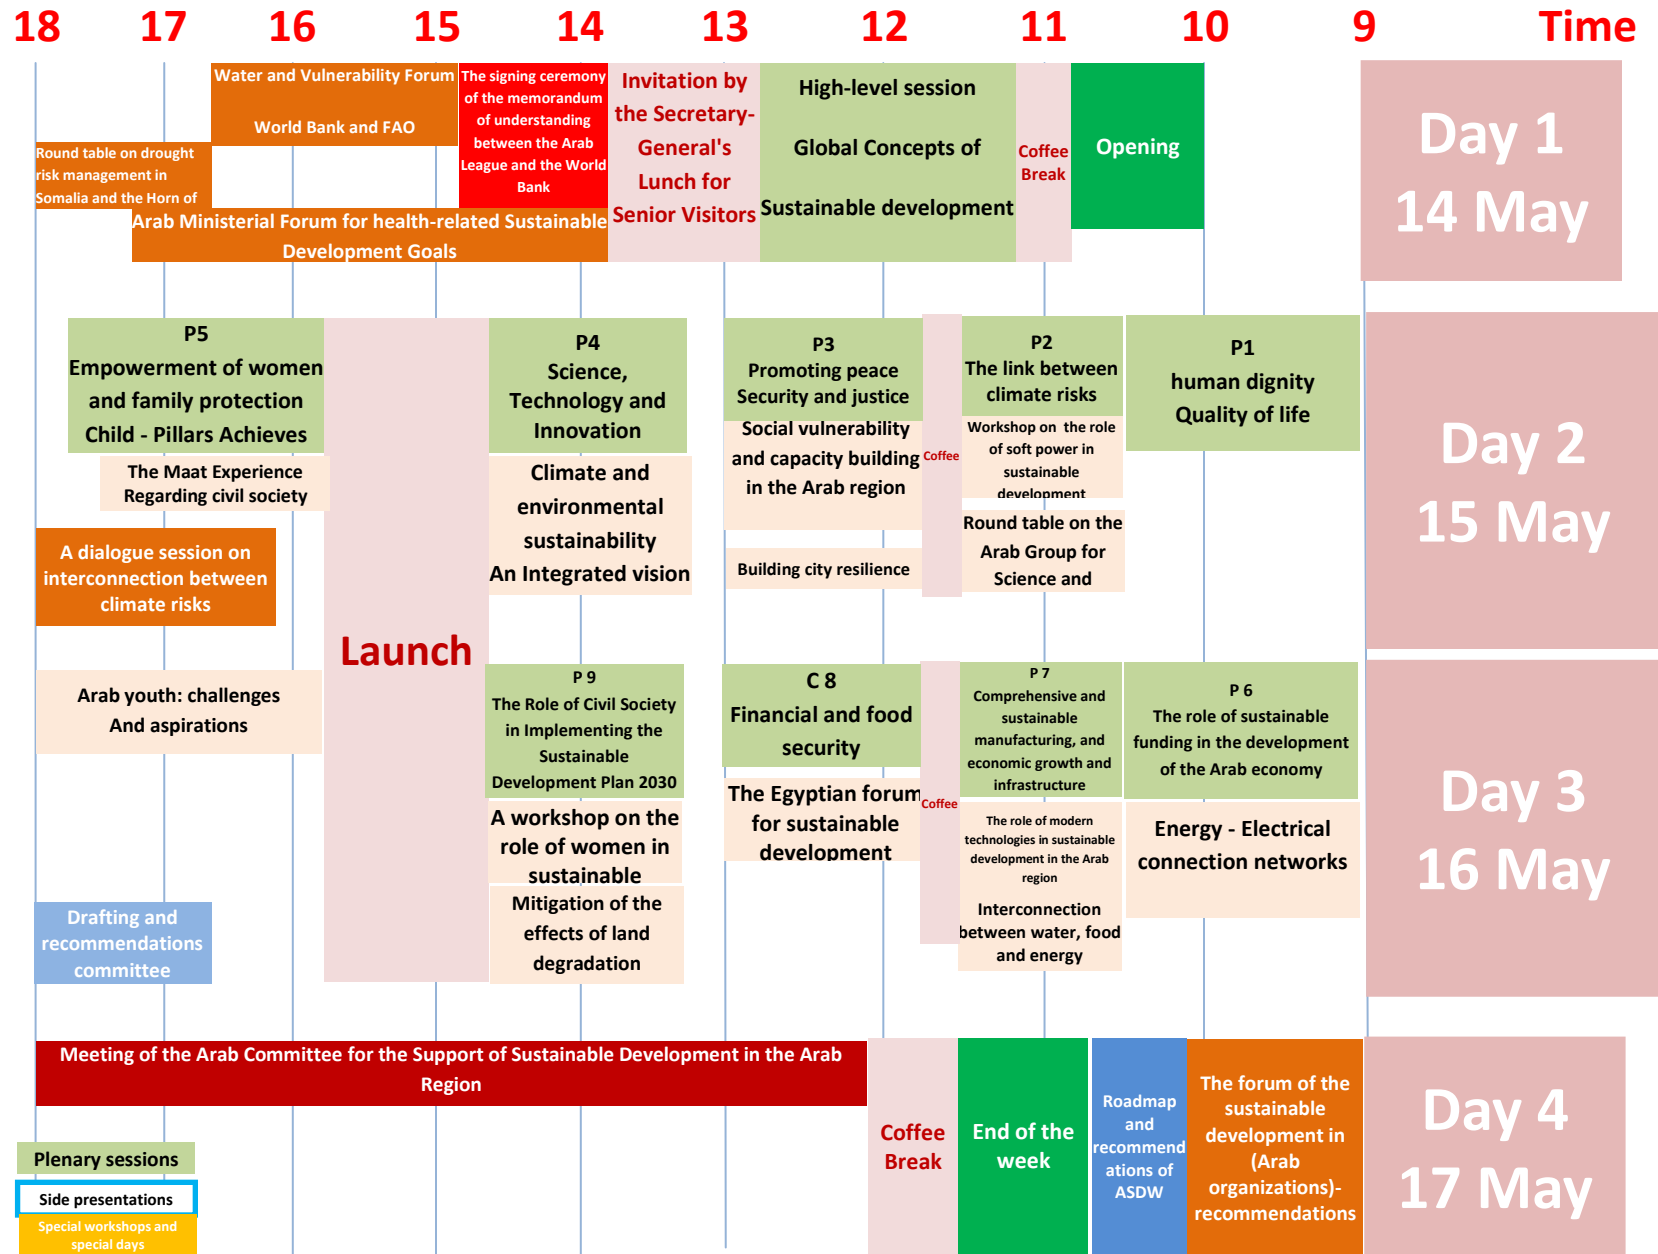 18 17 16 15 14 13 12 11 10 9 Time
Water and Vulnerability Forum
World Bank and FAO
Round table on drought
risk management in
Somalia and the Horn of
The signing ceremony
of the memorandum
of understanding
between the Arab
League and the World
Bank
Arab Ministerial Forum for health-related Sustainable
Development Goals
Invitation by
the Secretary-
General's
Lunch for
Senior Visitors
High-level session
Global Concepts of
Sustainable development
Coffee
Break
Opening
Day 1
14 May
P5
Empowerment of women
and family protection
Child - Pillars Achieves
The Maat Experience
Regarding civil society
A dialogue session on
interconnection between
climate risks
Launch
P4
Science,
Technology and
Innovation
Climate and
environmental
sustainability
An Integrated vision
P3
Promoting peace
Security and justice
Social vulnerability
and capacity building
in the Arab region
Building city resilience
Coffee
P2
The link between
climate risks
Workshop on the role
of soft power in
sustainable
development
Round table on the
Arab Group for
Science and
P1
human dignity
Quality of life
Day 2
15 May
Arab youth: challenges
And aspirations
Drafting and
recommendations
committee
P 9
The Role of Civil Society
in Implementing the
Sustainable
Development Plan 2030
A workshop on the
role of women in
sustainable
Mitigation of the
effects of land
degradation
C 8
Financial and food
security
The Egyptian forum
for sustainable
development
Coffee
P 7
Comprehensive and
sustainable
manufacturing, and
economic growth and
infrastructure
The role of modern
technologies in sustainable
development in the Arab
region
Interconnection
between water, food
and energy
P 6
The role of sustainable
funding in the development
of the Arab economy
Energy - Electrical
connection networks
Day 3
16 May
Meeting of the Arab Committee for the Support of Sustainable Development in the Arab
Region
Coffee
Break
End of the
week
Roadmap
and
recommend
ations of
ASDW
The forum of the
sustainable
development in
(Arab
organizations)-
recommendations
Day 4
17 May
Plenary sessions
Side presentations
Special workshops and
special days